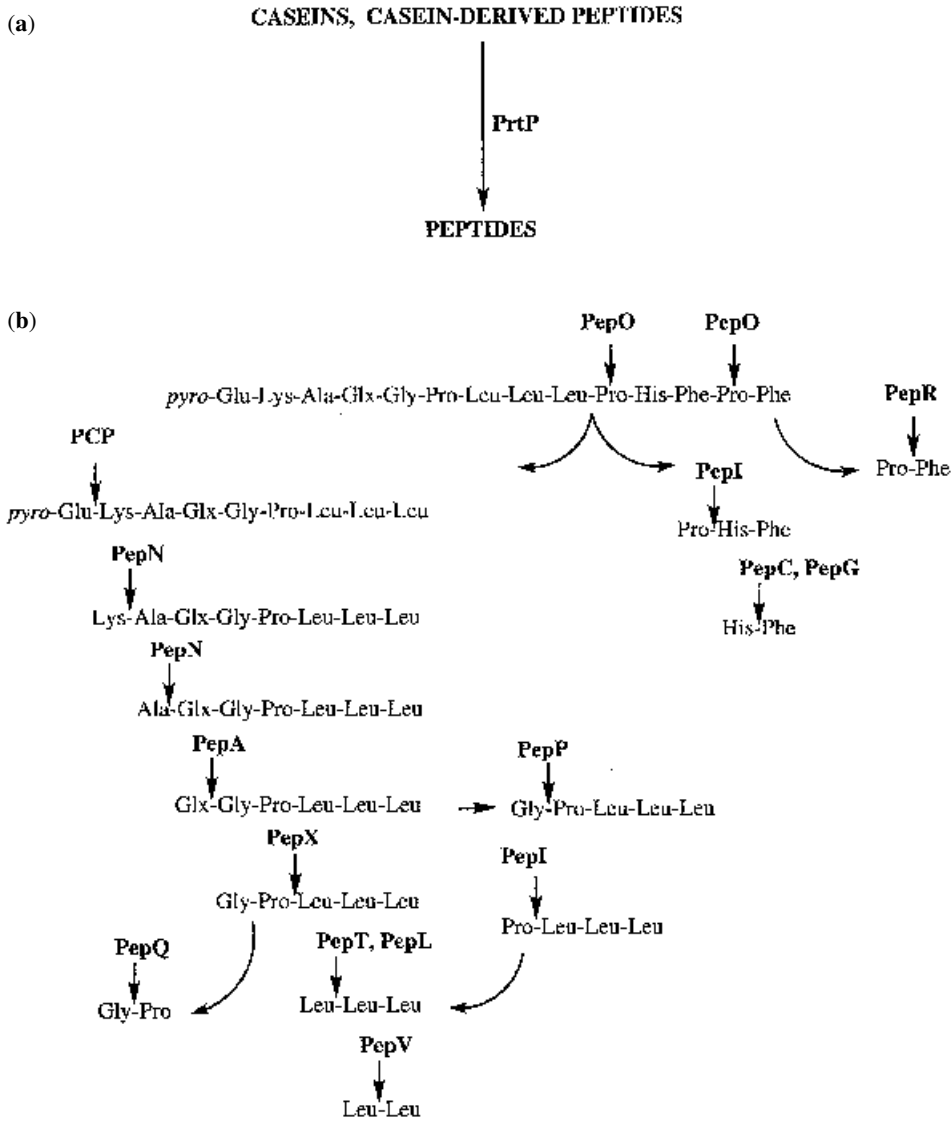 (a)
CASEINS, CASEIN-DERIVED PEPTIDES
PrtP
PEPTIDES
(b)
PepO PepO
pyro-Glu-Lys-Ala-Glx-Gly-Pro-Leu-Leu-Leu-Pro-His-Phe-Pro-Phe
PepR
PCP
Pro-Phe
PepI
pyro-Glu-Lys-Ala-Glx-Gly-Pro-Leu-Leu-Leu
Pro-His-Phe
PepN
PepC, PepG
Lys-Ala-Glx-Gly-Pro-Leu-Leu-Leu
His-Phe
PepN
Ala-Glx-Gly-Pro-Leu-Leu-Leu
PepA PepP
Glx-Gly-Pro-Leu-Leu-Leu Gly-Pro-Leu-Leu-Leu
PepX
PepI
Gly-Pro-Leu-Leu-Leu
Pro-Leu-Leu-Leu
PepQ PepT, PepL
Gly-Pro Leu-Leu-Leu
PepV
Leu-Leu